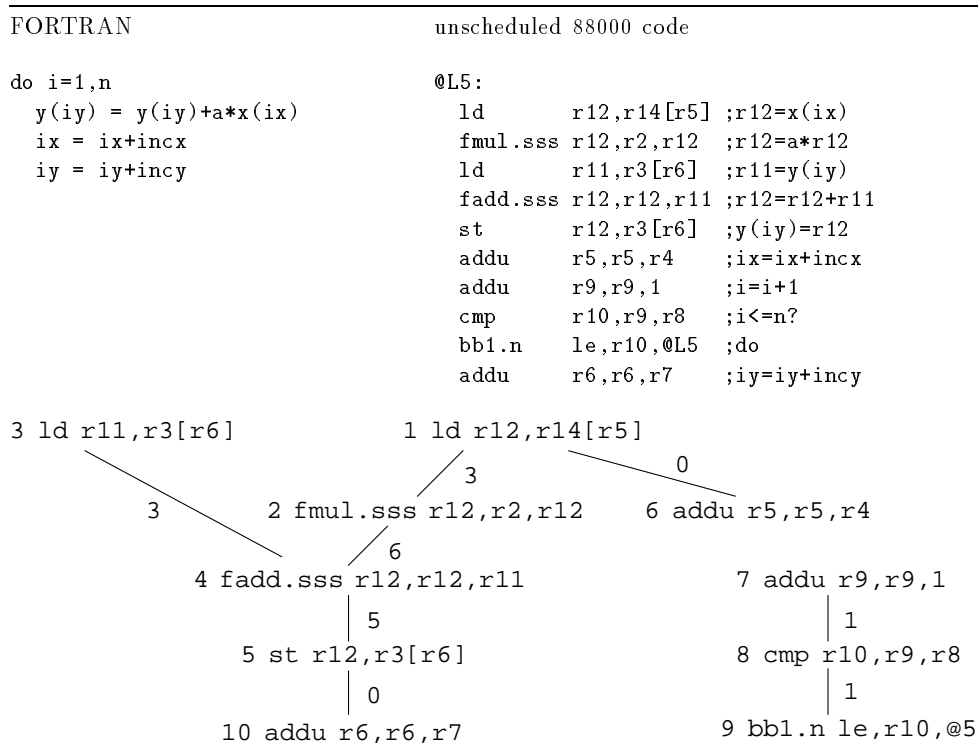 FORTRAN unscheduled 88000 code
do i=1,n @L5:
y(iy) = y(iy)+a*x(ix) ld r12,r14[r5] ;r12=x(ix)
ix = ix+incx fmul.sss r12,r2,r12 ;r12=a*r12
iy = iy+incy ld r11,r3[r6] ;r11=y(iy)
fadd.sss r12,r12,r11 ;r12=r12+r11
st r12,r3[r6] ;y(iy)=r12
addu r5,r5,r4 ;ix=ix+incx
addu r9,r9,1 ;i=i+1
cmp r10,r9,r8 ;i<=n?
bb1.n le,r10,@L5 ;do
addu r6,r6,r7 ;iy=iy+incy
3 ld r11,r3[r6] 1 ld r12,r14[r5]
3 0
3 2 fmul.sss r12,r2,r12 6 addu r5,r5,r4
6
4 fadd.sss r12,r12,r11 7 addu r9,r9,1
5 1
5 st r12,r3[r6] 8 cmp r10,r9,r8
0 1
10 addu r6,r6,r7 9 bb1.n le,r10,@5